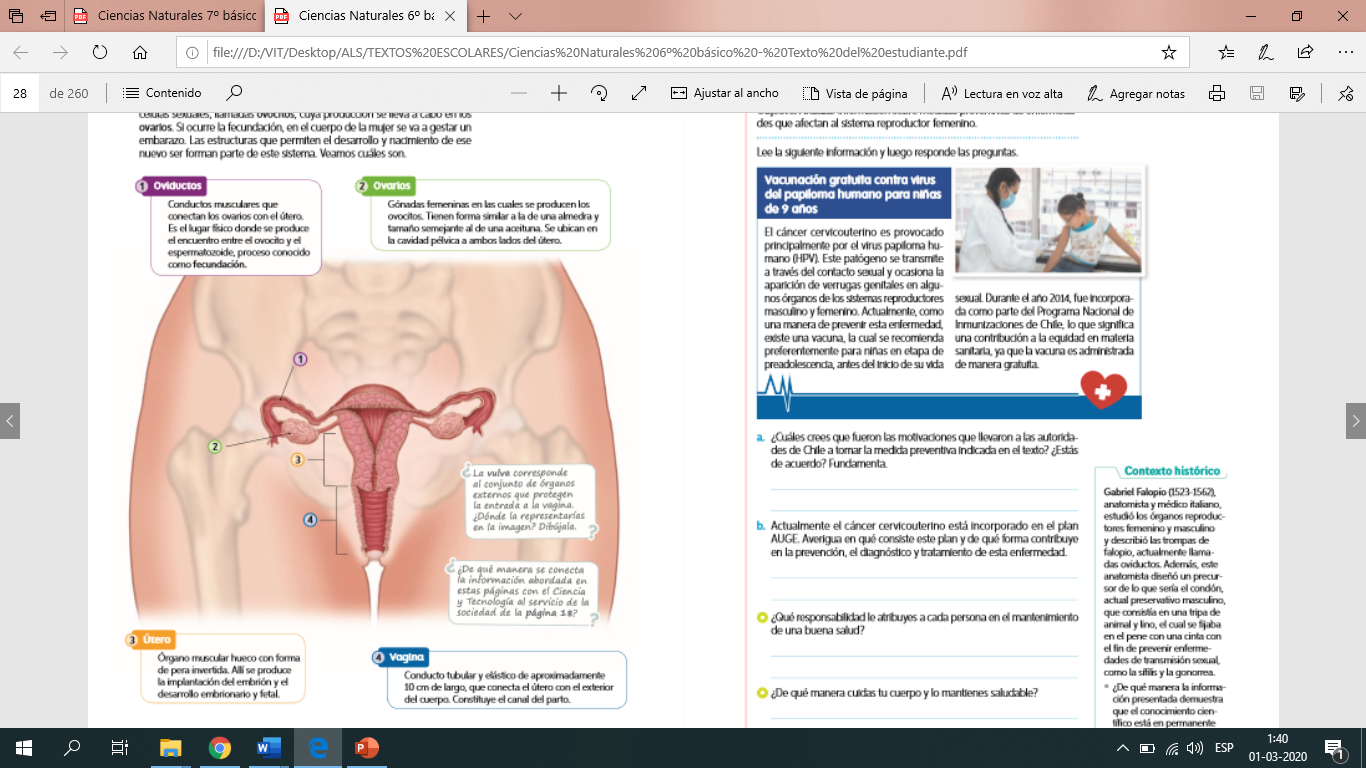 Ciencias Naturales 7º básico
Ciencias Naturales 6º bá
file:///D:/VIT/Desktop/ALS/TEXTOS%20ESCOLARES/Ciencias%20Naturales%206º%20básico%20-%20Texto%20del%20estudiante.pdf
28 de 260
Contenido
Ajustar al ancho
Vista de página
Lectura en voz alta
Agregar notas
células sexuales, llamadas ovocitos, cuya producción se lleva a cabo en los
ovarios. Si ocurre la fecundación, en el cuerpo de la mujer se va a gestar un
embarazo. Las estructuras que permiten el desarrollo y nacimiento de ese
nuevo ser forman parte de este sistema. Veamos cuáles son.
1 Oviductos
Conductos musculares que
conectan los ovarios con el útero.
Es el lugar físico donde se produce
el encuentro entre el ovocito y el
espermatozoide, proceso conocido
como fecundación.
2 Ovarios
Gónadas femeninas en las cuales se producen los
ovocitos. Tienen forma similar a la de una almedra y
tamaño semejante al de una aceituna. Se ubican en
la cavidad pélvica a ambos lados del útero.
1
2
3
4
¿La vulva corresponde
al conjunto de órganos
externos que protegen
la entrada a la vagina.
¿Dónde la representarías
en la imagen? Dibújala.
?
¿De qué manera se conecta
la información abordada en
estas páginas con el Ciencia
y Tecnología al servicio de la
sociedad de la página 18?
?
3 Útero
Órgano muscular hueco con forma
de pera invertida. Allí se produce
la implantación del embrión y el
desarrollo embrionario y fetal.
4 Vagina
Conducto tubular y elástico de aproximadamente
10 cm de largo, que conecta el útero con el exterior
del cuerpo. Constituye el canal del parto.
des que afectan al sistema reproductor femenino.
Lee la siguiente información y luego responde las preguntas.
Vacunación gratuita contra virus
del papiloma humano para niñas
de 9 años
El cáncer cervicouterino es provocado
principalmente por el virus papiloma hu-
mano (HPV). Este patógeno se transmite
a través del contacto sexual y ocasiona la
aparición de verrugas genitales en algu-
nos órganos de los sistemas reproductores
masculino y femenino. Actualmente, como
una manera de prevenir esta enfermedad,
existe una vacuna, la cual se recomienda
preferentemente para niñas en etapa de
preadolescencia, antes del inicio de su vida
sexual. Durante el año 2014, fue incorpora-
da como parte del Programa Nacional de
Inmunizaciones de Chile, lo que significa
una contribución a la equidad en materia
sanitaria, ya que la vacuna es administrada
de manera gratuita.
a. ¿Cuáles crees que fueron las motivaciones que llevaron a las autorida-
des de Chile a tomar la medida preventiva indicada en el texto? ¿Estás
de acuerdo? Fundamenta.
b. Actualmente el cáncer cervicouterino está incorporado en el plan
AUGE. Averigua en qué consiste este plan y de qué forma contribuye
en la prevención, el diagnóstico y tratamiento de esta enfermedad.
¿Qué responsabilidad le atribuyes a cada persona en el mantenimiento
de una buena salud?
¿De qué manera cuidas tu cuerpo y lo mantienes saludable?
Contexto histórico
Gabriel Falopio (1523-1562),
anatomista y médico italiano,
estudió los órganos reproduc-
tores femenino y masculino
y describió las trompas de
falopio, actualmente llama-
das oviductos. Además, este
anatomista diseñó un precur-
sor de lo que sería el condón,
actual preservativo masculino,
que consistía en una tripa de
animal y lino, el cual se fijaba
en el pene con una cinta con
el fin de prevenir enferme-
dades de transmisión sexual,
como la sífilis y la gonorrea.
* ¿De qué manera la informa-
ción presentada demuestra
que el conocimiento cien-
tífico está en permanente
ESP
1:40
01-03-2020
1